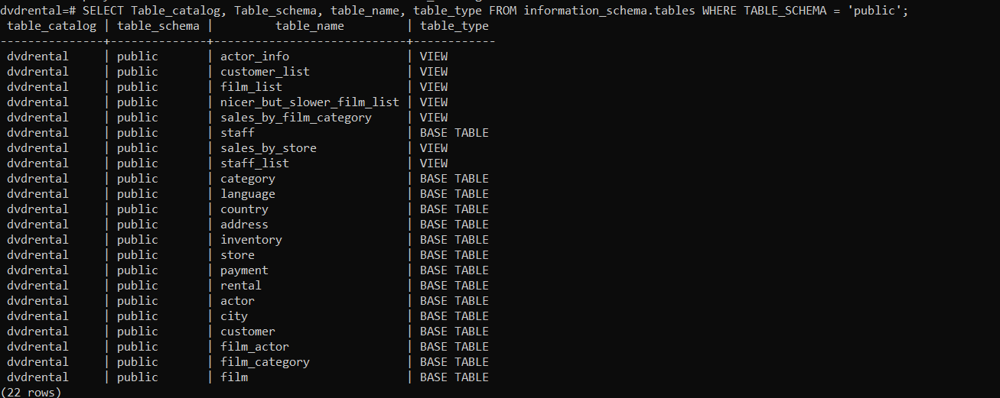 dvdrental=# SELECT Table_catalog, Table_schema, table_name, table_type FROM information_schema.tables WHERE TABLE_SCHEMA = 'public';
 table_catalog | table_schema |         table_name         | table_type
---------------+--------------+----------------------------+------------
 dvdrental     | public       | actor_info                 | VIEW
 dvdrental     | public       | customer_list              | VIEW
 dvdrental     | public       | film_list                  | VIEW
 dvdrental     | public       | nicer_but_slower_film_list | VIEW
 dvdrental     | public       | sales_by_film_category     | VIEW
 dvdrental     | public       | staff                      | BASE TABLE
 dvdrental     | public       | sales_by_store             | VIEW
 dvdrental     | public       | staff_list                 | VIEW
 dvdrental     | public       | category                   | BASE TABLE
 dvdrental     | public       | language                   | BASE TABLE
 dvdrental     | public       | country                    | BASE TABLE
 dvdrental     | public       | address                    | BASE TABLE
 dvdrental     | public       | inventory                  | BASE TABLE
 dvdrental     | public       | store                      | BASE TABLE
 dvdrental     | public       | payment                    | BASE TABLE
 dvdrental     | public       | rental                     | BASE TABLE
 dvdrental     | public       | actor                      | BASE TABLE
 dvdrental     | public       | city                       | BASE TABLE
 dvdrental     | public       | customer                   | BASE TABLE
 dvdrental     | public       | film_actor                 | BASE TABLE
 dvdrental     | public       | film_category              | BASE TABLE
 dvdrental     | public       | film                       | BASE TABLE
(22 rows)